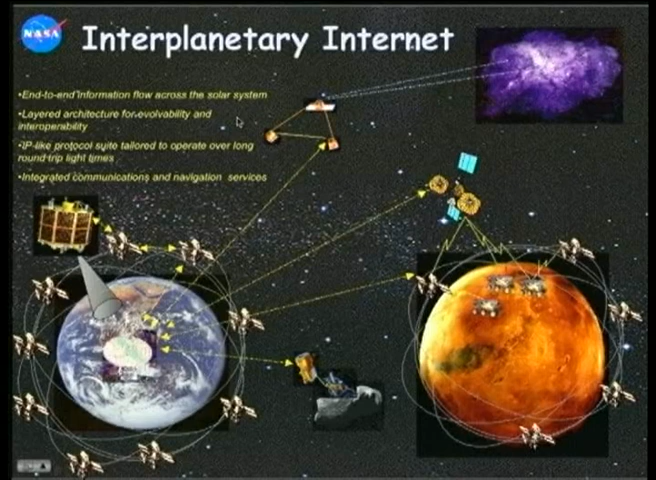 NASA
Interplanetary Internet
•End-to-end information flow across the solar system
•Layered architecture for evolvability and
interoperability
•IP-like protocol suite tailored to operate over long
round-trip light times
•Integrated communications and navigation services